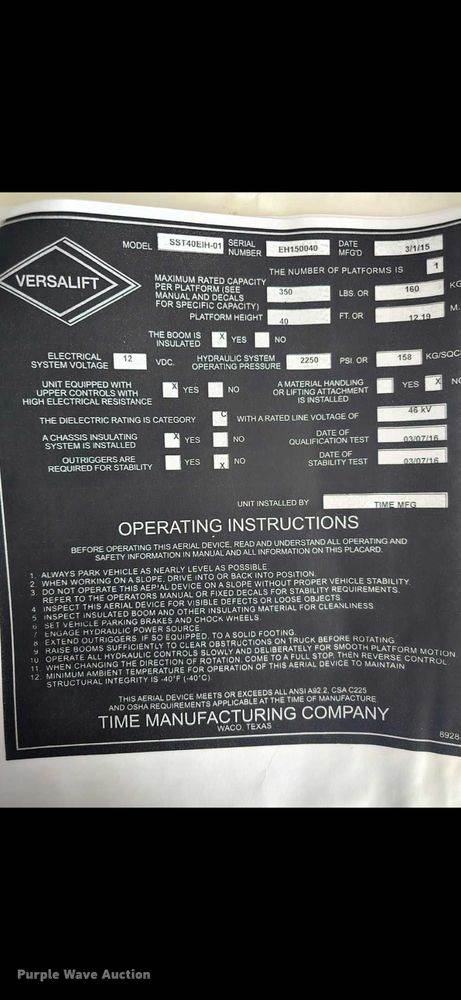 MODEL SST40EIH-01 SERIAL NUMBER EH150040 DATE MFG'D 3/1/15
VERSALIFT
THE NUMBER OF PLATFORMS IS 1
MAXIMUM RATED CAPACITY PER PLATFORM (SEE MANUAL AND DECALS FOR SPECIFIC CAPACITY) 350 LBS. OR 160 KG
PLATFORM HEIGHT 40 FT. OR 12.19 M.
THE BOOM IS INSULATED X YES NO
ELECTRICAL SYSTEM VOLTAGE 12 VDC. HYDRAULIC SYSTEM OPERATING PRESSURE 2250 PSI. OR 158 KG/SQC
UNIT EQUIPPED WITH UPPER CONTROLS WITH HIGH ELECTRICAL RESISTANCE X YES NO A MATERIAL HANDLING OR LIFTING ATTACHMENT IS INSTALLED YES X NO
THE DIELECTRIC RATING IS CATEGORY C WITH A RATED LINE VOLTAGE OF 46 kV
A CHASSIS INSULATING SYSTEM IS INSTALLED X YES NO DATE OF QUALIFICATION TEST 03/07/16
OUTRIGGERS ARE REQUIRED FOR STABILITY YES X NO DATE OF STABILITY TEST 03/07/16
UNIT INSTALLED BY TIME MFG
OPERATING INSTRUCTIONS
BEFORE OPERATING THIS AERIAL DEVICE, READ AND UNDERSTAND ALL OPERATING AND
SAFETY INFORMATION IN MANUAL AND ALL INFORMATION ON THIS PLACARD.
1. ALWAYS PARK VEHICLE AS NEARLY LEVEL AS POSSIBLE.
2. WHEN WORKING ON A SLOPE, DRIVE INTO OR BACK INTO POSITION.
3. DO NOT OPERATE THIS AERIAL DEVICE ON A SLOPE WITHOUT PROPER VEHICLE STABILITY.
REFER TO THE OPERATORS MANUAL OR FIXED DECALS FOR STABILITY REQUIREMENTS.
4 INSPECT THIS AERIAL DEVICE FOR VISIBLE DEFECTS OR LOOSE OBJECTS.
5 INSPECT INSULATED BOOM AND OTHER INSULATING MATERIAL FOR CLEANLINESS
6 SET VEHICLE PARKING BRAKES AND CHOCK WHEELS.
7 ENGAGE HYDRAULIC POWER SOURCE
8 EXTEND OUTRIGGERS, IF SO EQUIPPED, TO A SOLID FOOTING.
9 RAISE BOOMS SUFFICIENTLY TO CLEAR OBSTRUCTIONS ON TRUCK BEFORE ROTATING.
10 OPERATE ALL HYDRAULIC CONTROLS SLOWLY AND DELIBERATELY FOR SMOOTH PLATFORM MOTION
11. WHEN CHANGING THE DIRECTION OF ROTATION, COME TO A FULL STOP, THEN REVERSE CONTROL
12. MINIMUM AMBIENT TEMPERATURE FOR OPERATION OF THIS AERIAL DEVICE TO MAINTAIN
STRUCTURAL INTEGRITY IS -40°F (-40°C)
THIS AERIAL DEVICE MEETS OR EXCEEDS ALL ANSI A92.2, CSA C225
AND OSHA REQUIREMENTS APPLICABLE AT THE TIME OF MANUFACTURE
TIME MANUFACTURING COMPANY
WACO, TEXAS
8928-
Purple Wave Auction